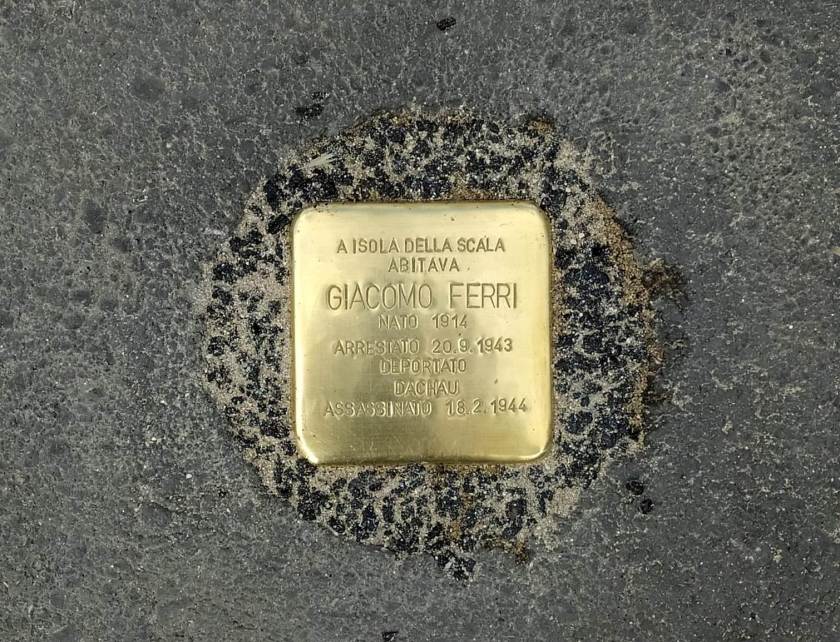 A ISOLA DELLA SCALA
ABITAVA
GIACOMO FERRI
NATO 1914
ARRESTATO 20.9.1943
DEPORTATO
DACHAU
ASSASSINATO 18.2.1944